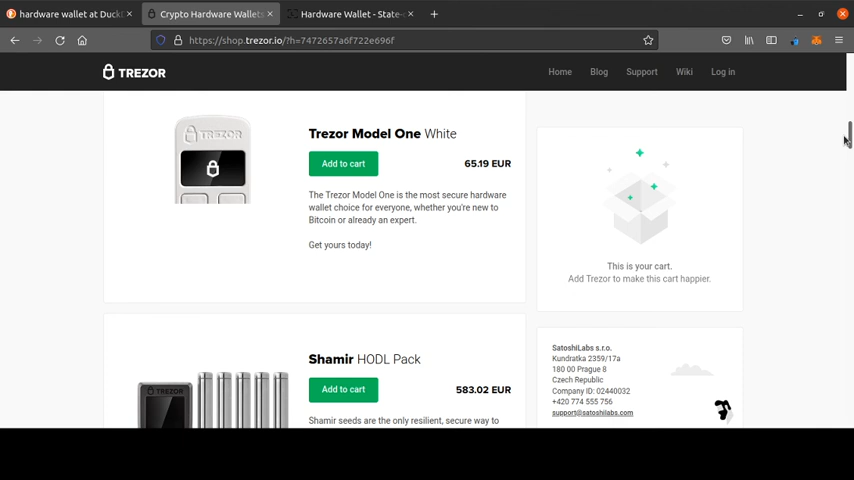 hardware wallet at DuckD
Crypto Hardware Wallets
Hardware Wallet - State-o
https://shop.trezor.io/?h=7472657a6f722e696f
TREZOR
Home Blog Support Wiki Log in
TREZOR
Trezor Model One White
Add to cart 65.19 EUR
The Trezor Model One is the most secure hardware
wallet choice for everyone, whether you're new to
Bitcoin or already an expert.
Get yours today!
This is your cart.
Add Trezor to make this cart happier.
TREZOR
Shamir HODL Pack
Add to cart 583.02 EUR
Shamir seeds are the only resilient, secure way to
SatoshiLabs s.r.o.
Kundratka 2359/17a
180 00 Prague 8
Czech Republic
Company ID: 02440032
+420 774 555 756
support@satoshilabs.com